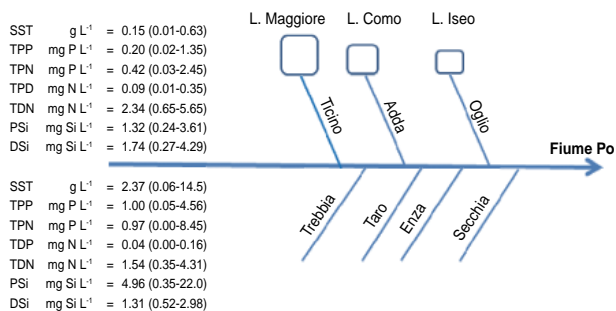 L. Maggiore L. Como L. Iseo
SST g L⁻¹ = 0.15 (0.01-0.63)
TPP mg P L⁻¹ = 0.20 (0.02-1.35)
TPN mg P L⁻¹ = 0.42 (0.03-2.45)
TPD mg N L⁻¹ = 0.09 (0.01-0.35)
TDN mg N L⁻¹ = 2.34 (0.65-5.65)
PSi mg Si L⁻¹ = 1.32 (0.24-3.61)
DSi mg Si L⁻¹ = 1.74 (0.27-4.29)
Ticino
Adda
Oglio
Fiume Po
SST g L⁻¹ = 2.37 (0.06-14.5)
TPP mg P L⁻¹ = 1.00 (0.05-4.56)
TPN mg P L⁻¹ = 0.97 (0.00-8.45)
TDP mg N L⁻¹ = 0.04 (0.00-0.16)
TDN mg N L⁻¹ = 1.54 (0.35-4.31)
PSi mg Si L⁻¹ = 4.96 (0.35-22.0)
DSi mg Si L⁻¹ = 1.31 (0.52-2.98)
Trebbia
Taro
Enza
Secchia